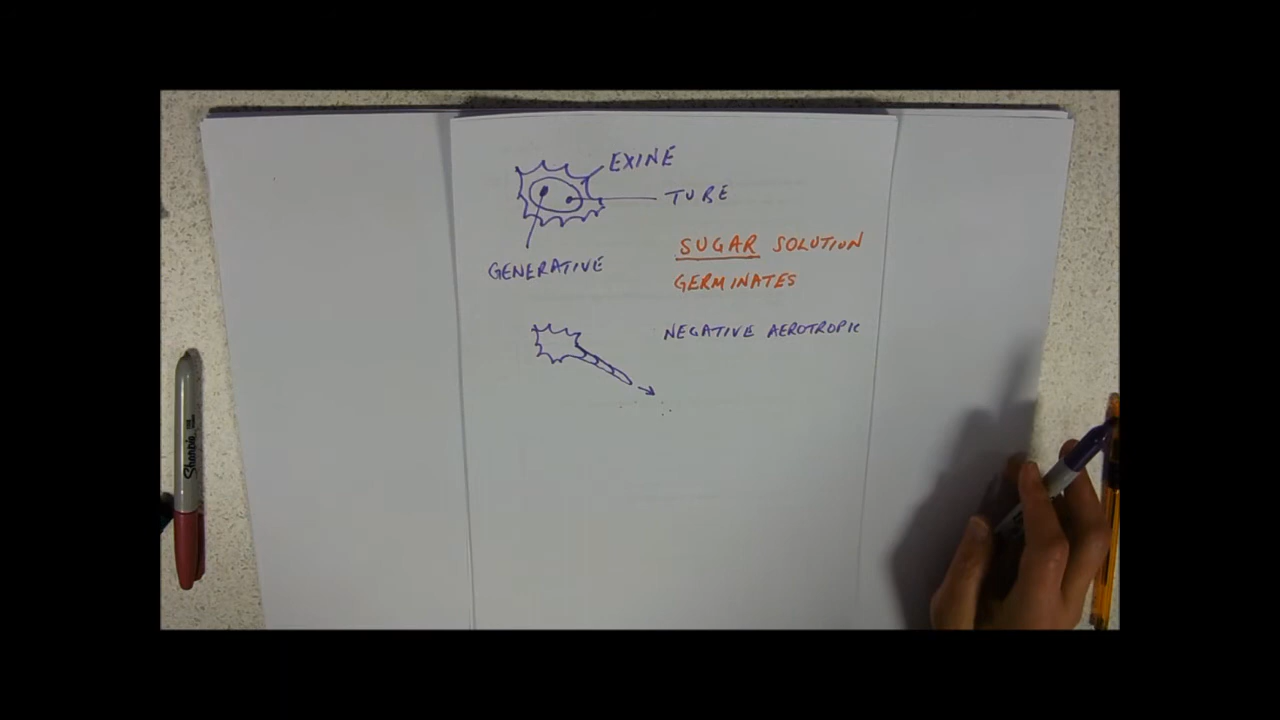 EXINE
TUBE
SUGAR SOLUTION
GENERATIVE
GERMINATES
NEGATIVE AEROTROPIC
Sharpie